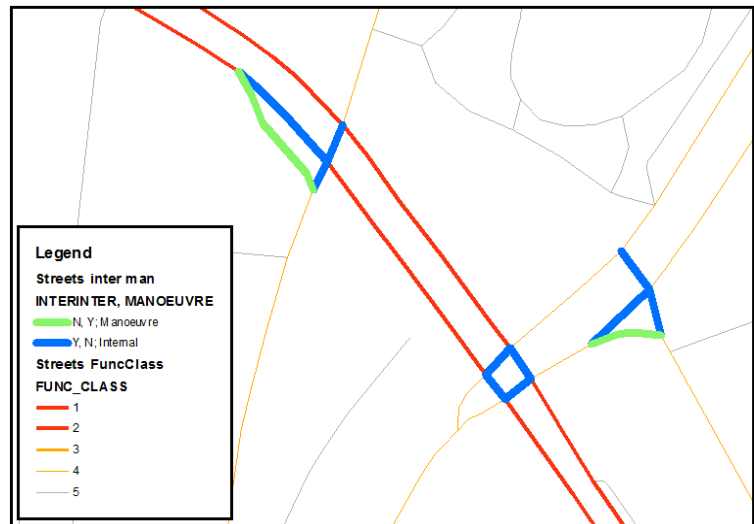 Legend
Streets inter man
INTERINTER, MANOEUVRE
N, Y; Manoeuvre
Y, N; Internal
Streets FuncClass
FUNC_CLASS
1
2
3
4
5